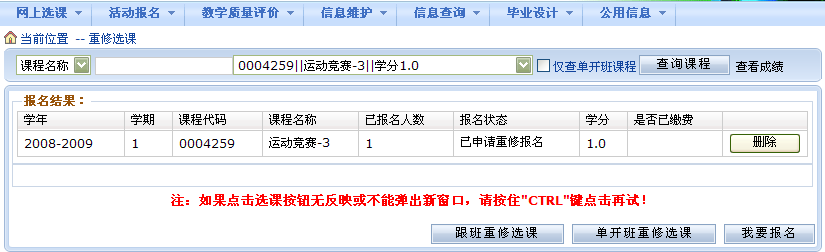 网上选课 活动报名 教学质量评价 信息维护 信息查询 毕业设计 公用信息
当前位置 -- 重修选课
课程名称 0004259||运动竞赛-3||学分1.0 仅查单开班课程 查询课程 查看成绩
报名结果：
学年 学期 课程代码 课程名称 已报名人数 报名状态 学分 是否已缴费
2008-2009 1 0004259 运动竞赛-3 1 已申请重修报名 1.0 删除
注：如果点击选课按钮无反映或不能弹出新窗口，请按住"CTRL"键点击再试！
跟班重修选课 单开班重修选课 我要报名